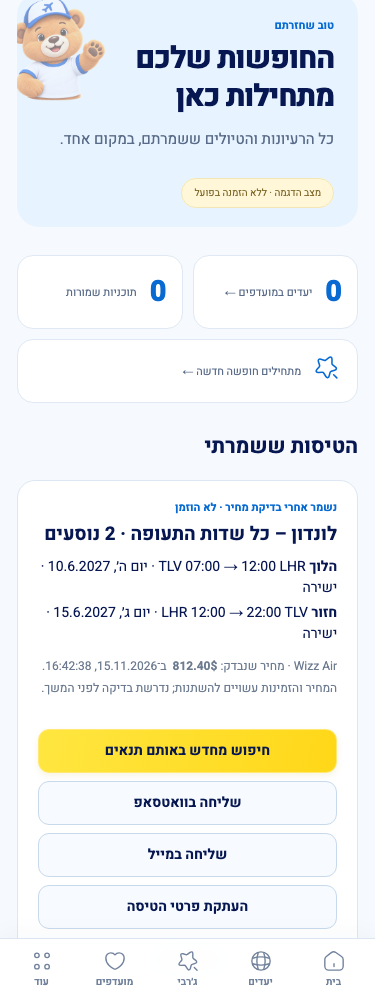 טוב שחזרתם
החופשות שלכם
מתחילות כאן
כל הרעיונות והטיולים ששמרתם, במקום אחד.
מצב הדגמה · ללא הזמנה בפועל
0 יעדים במועדפים ←
0 תוכניות שמורות
מתחילים חופשה חדשה ←
הטיסות ששמרתי
נשמר אחרי בדיקת מחיר · לא הוזמן
לונדון – כל שדות התעופה · 2 נוסעים
הלוך TLV 07:00 → 12:00 LHR · יום ה׳, 10.6.2027 ·
ישירה
חזור LHR 12:00 → 22:00 TLV · יום ג׳, 15.6.2027 ·
ישירה
Wizz Air · מחיר שנבדק: 812.40$ ב־15.11.2026, 16:42:38.
המחיר והזמינות עשויים להשתנות; נדרשת בדיקה לפני המשך.
חיפוש מחדש באותם תנאים
שליחה בוואטסאפ
שליחה במייל
העתקת פרטי הטיסה
בית
יעדים
ג׳רבי
מועדפים
עוד